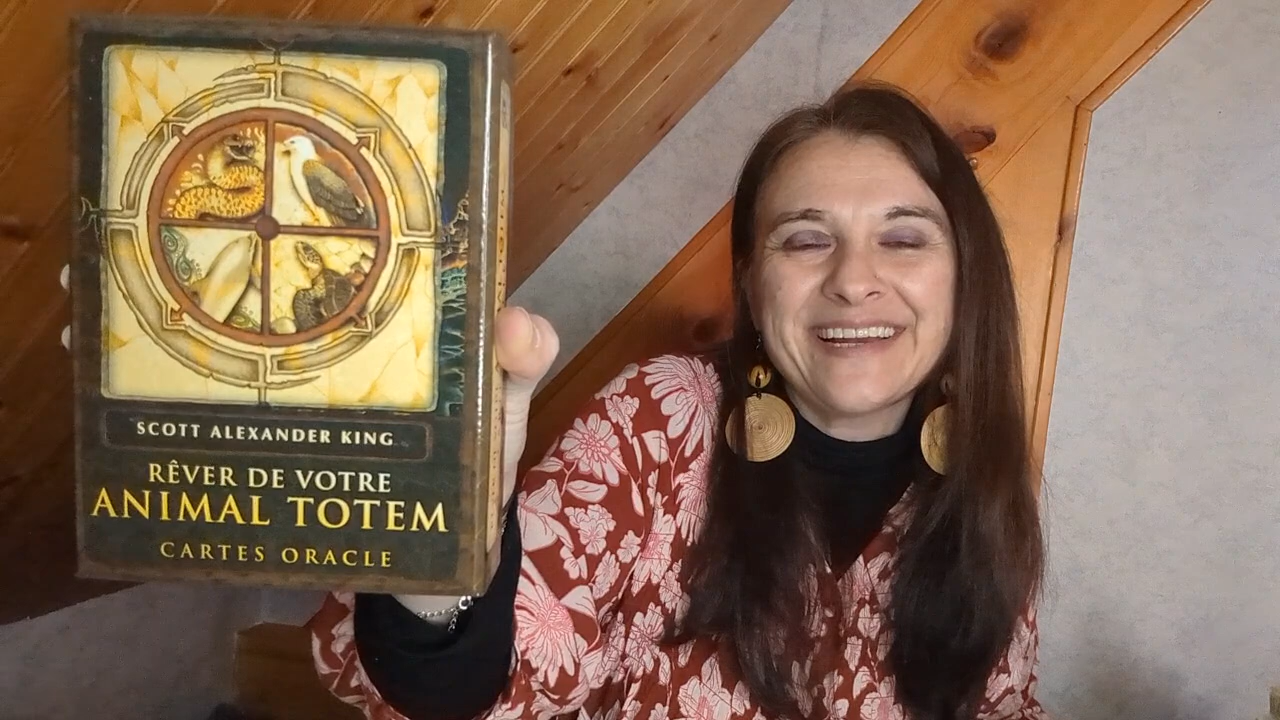 SCOTT ALEXANDER KING
RÊVER DE VOTRE
ANIMAL TOTEM
CARTES ORACLE